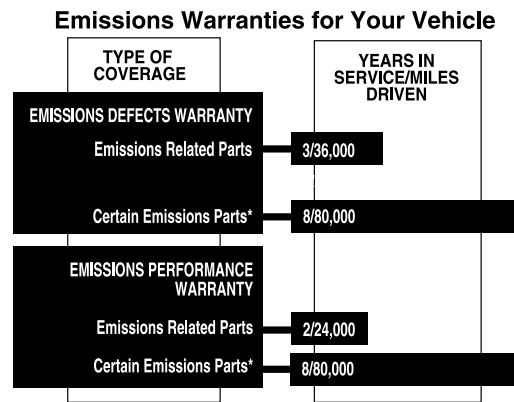 Emissions Warranties for Your Vehicle
TYPE OF
COVERAGE
YEARS IN
SERVICE/MILES
DRIVEN
EMISSIONS DEFECTS WARRANTY
Emissions Related Parts
3/36,000
Certain Emissions Parts*
8/80,000
EMISSIONS PERFORMANCE
WARRANTY
Emissions Related Parts
2/24,000
Certain Emissions Parts*
8/80,000